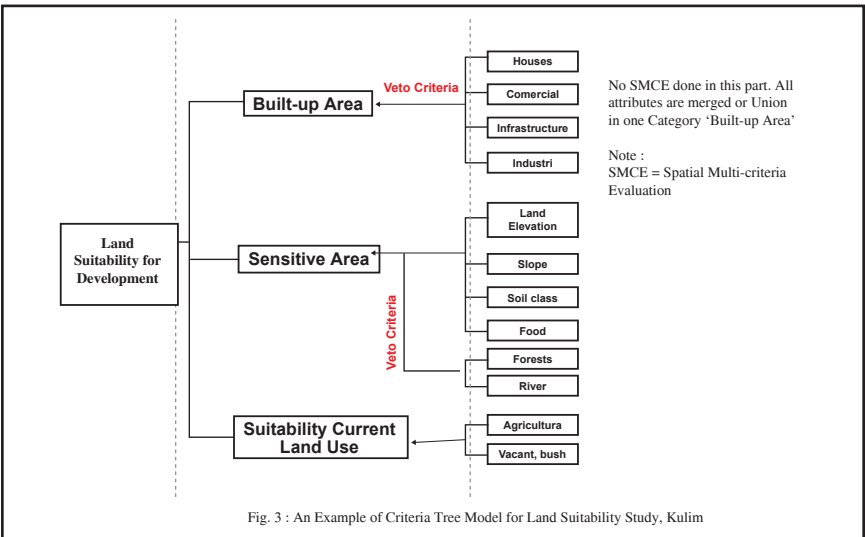 Land
Suitability for
Development
Built-up Area
Veto Criteria
Houses
Comercial
Infrastructure
Industri
No SMCE done in this part. All
attributes are merged or Union
in one Category ‘Built-up Area’
Note :
SMCE = Spatial Multi-criteria
Evaluation
Sensitive Area
Veto Criteria
Land
Elevation
Slope
Soil class
Food
Forests
River
Suitability Current
Land Use
Agricultura
Vacant, bush
Fig. 3 : An Example of Criteria Tree Model for Land Suitability Study, Kulim